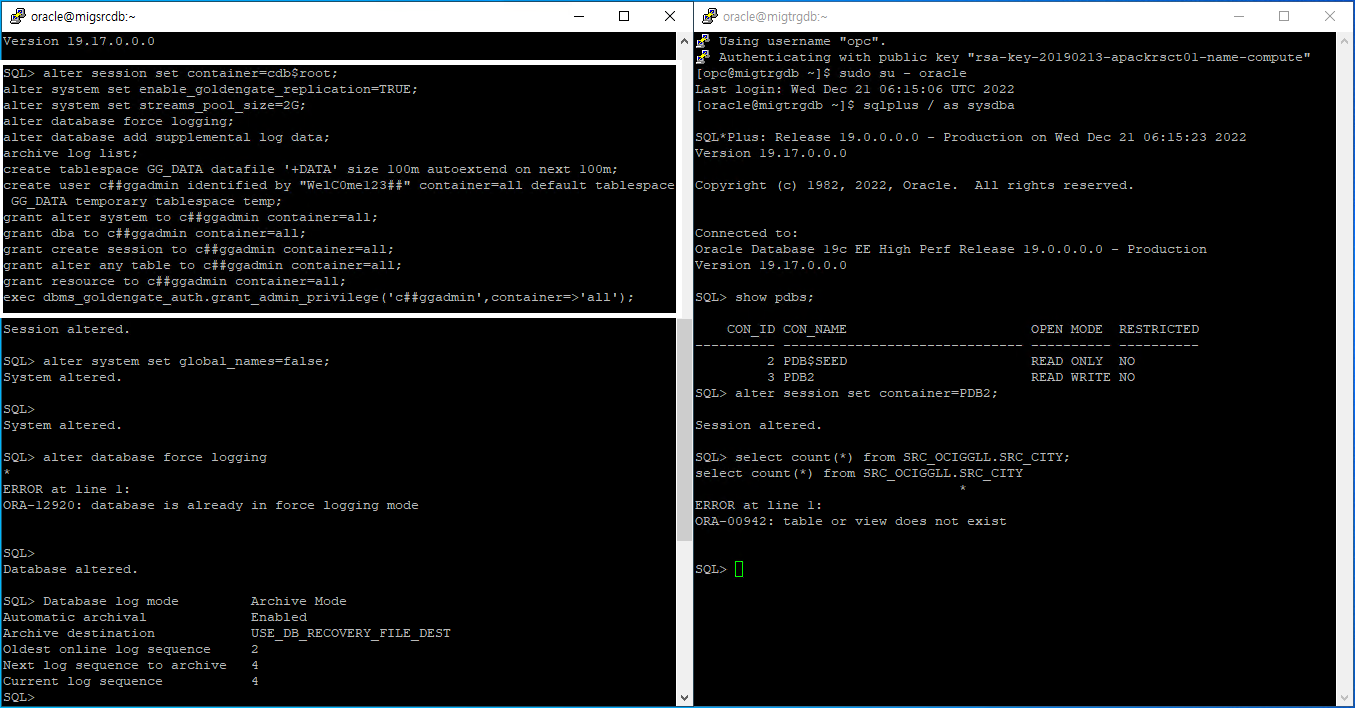 oracle@migsrcdb:~
Version 19.17.0.0.0
SQL> alter session set container=cdb$root;
alter system set enable_goldengate_replication=TRUE;
alter system set streams_pool_size=2G;
alter database force logging;
alter database add supplemental log data;
archive log list;
create tablespace GG_DATA datafile '+DATA' size 100m autoextend on next 100m;
create user c##ggadmin identified by "WelC0me123##" container=all default tablespace
 GG_DATA temporary tablespace temp;
grant alter system to c##ggadmin container=all;
grant dba to c##ggadmin container=all;
grant create session to c##ggadmin container=all;
grant alter any table to c##ggadmin container=all;
grant resource to c##ggadmin container=all;
exec dbms_goldengate_auth.grant_admin_privilege('c##ggadmin',container=>'all');
Session altered.
SQL> alter system set global_names=false;
System altered.
SQL>
System altered.
SQL> alter database force logging
*
ERROR at line 1:
ORA-12920: database is already in force logging mode
SQL>
Database altered.
SQL> Database log mode         Archive Mode
Automatic archival             Enabled
Archive destination            USE_DB_RECOVERY_FILE_DEST
Oldest online log sequence     2
Next log sequence to archive   4
Current log sequence           4
SQL>
oracle@migtrgdb:~
Using username "opc".
Authenticating with public key "rsa-key-20190213-apackrsct01-name-compute"
[opc@migtrgdb ~]$ sudo su - oracle
Last login: Wed Dec 21 06:15:06 UTC 2022
[oracle@migtrgdb ~]$ sqlplus / as sysdba
SQL*Plus: Release 19.0.0.0.0 - Production on Wed Dec 21 06:15:23 2022
Version 19.17.0.0.0
Copyright (c) 1982, 2022, Oracle.  All rights reserved.
Connected to:
Oracle Database 19c EE High Perf Release 19.0.0.0.0 - Production
Version 19.17.0.0.0
SQL> show pdbs;
    CON_ID CON_NAME                       OPEN MODE  RESTRICTED
---------- ------------------------------ ---------- ----------
         2 PDB$SEED                       READ ONLY  NO
         3 PDB2                           READ WRITE NO
SQL> alter session set container=PDB2;
Session altered.
SQL> select count(*) from SRC_OCIGGLL.SRC_CITY;
select count(*) from SRC_OCIGGLL.SRC_CITY
                                 *
ERROR at line 1:
ORA-00942: table or view does not exist
SQL>